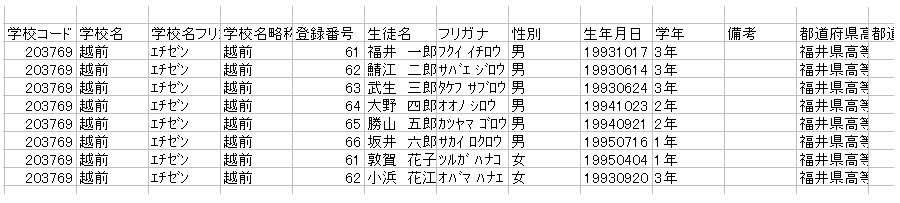 学校コード 学校名 学校名フリガ 学校名略称 登録番号 生徒名 フリガナ 性別 生年月日 学年 備考 都道府県高 都道
203769 越前 ｴﾁｾﾞﾝ 越前 61 福井 一郎 ﾌｸｲ ｲﾁﾛｳ 男 19931017 3年 福井県高等
203769 越前 ｴﾁｾﾞﾝ 越前 62 鯖江 二郎 ｻﾊﾞｴ ｼﾞﾛｳ 男 19930614 3年 福井県高等
203769 越前 ｴﾁｾﾞﾝ 越前 63 武生 三郎 ﾀｹﾌ ｻﾌﾞﾛｳ 男 19930624 3年 福井県高等
203769 越前 ｴﾁｾﾞﾝ 越前 64 大野 四郎 ｵｵﾉ ｼﾛｳ 男 19941023 2年 福井県高等
203769 越前 ｴﾁｾﾞﾝ 越前 65 勝山 五郎 ｶﾂﾔﾏ ｺﾞﾛｳ 男 19940921 2年 福井県高等
203769 越前 ｴﾁｾﾞﾝ 越前 66 坂井 六郎 ｻｶｲ ﾛｸﾛｳ 男 19950716 1年 福井県高等
203769 越前 ｴﾁｾﾞﾝ 越前 61 敦賀 花子 ﾂﾙｶﾞ ﾊﾅｺ 女 19950404 1年 福井県高等
203769 越前 ｴﾁｾﾞﾝ 越前 62 小浜 花江 ｵﾊﾞﾏ ﾊﾅｴ 女 19930920 3年 福井県高等